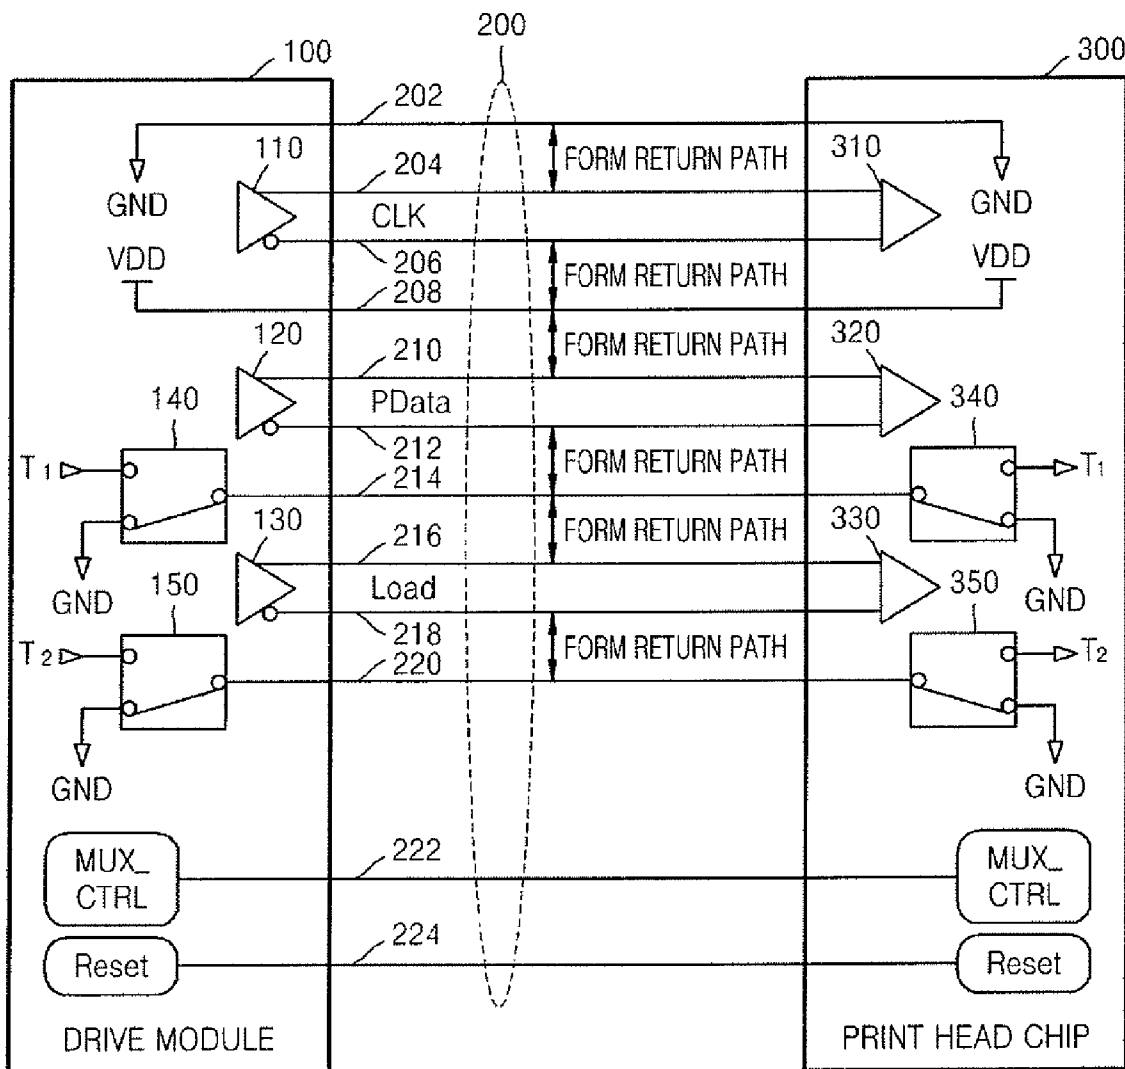 200
100
300
202
110
204
FORM RETURN PATH
310
GND
CLK
GND
VDD
206
FORM RETURN PATH
VDD
208
120
210
FORM RETURN PATH
320
140
PData
340
T1
212
FORM RETURN PATH
T1
214
130
216
FORM RETURN PATH
330
GND
150
Load
350
GND
T2
218
FORM RETURN PATH
T2
220
GND
GND
MUX_
CTRL
222
MUX_
CTRL
Reset
224
Reset
DRIVE MODULE
PRINT HEAD CHIP